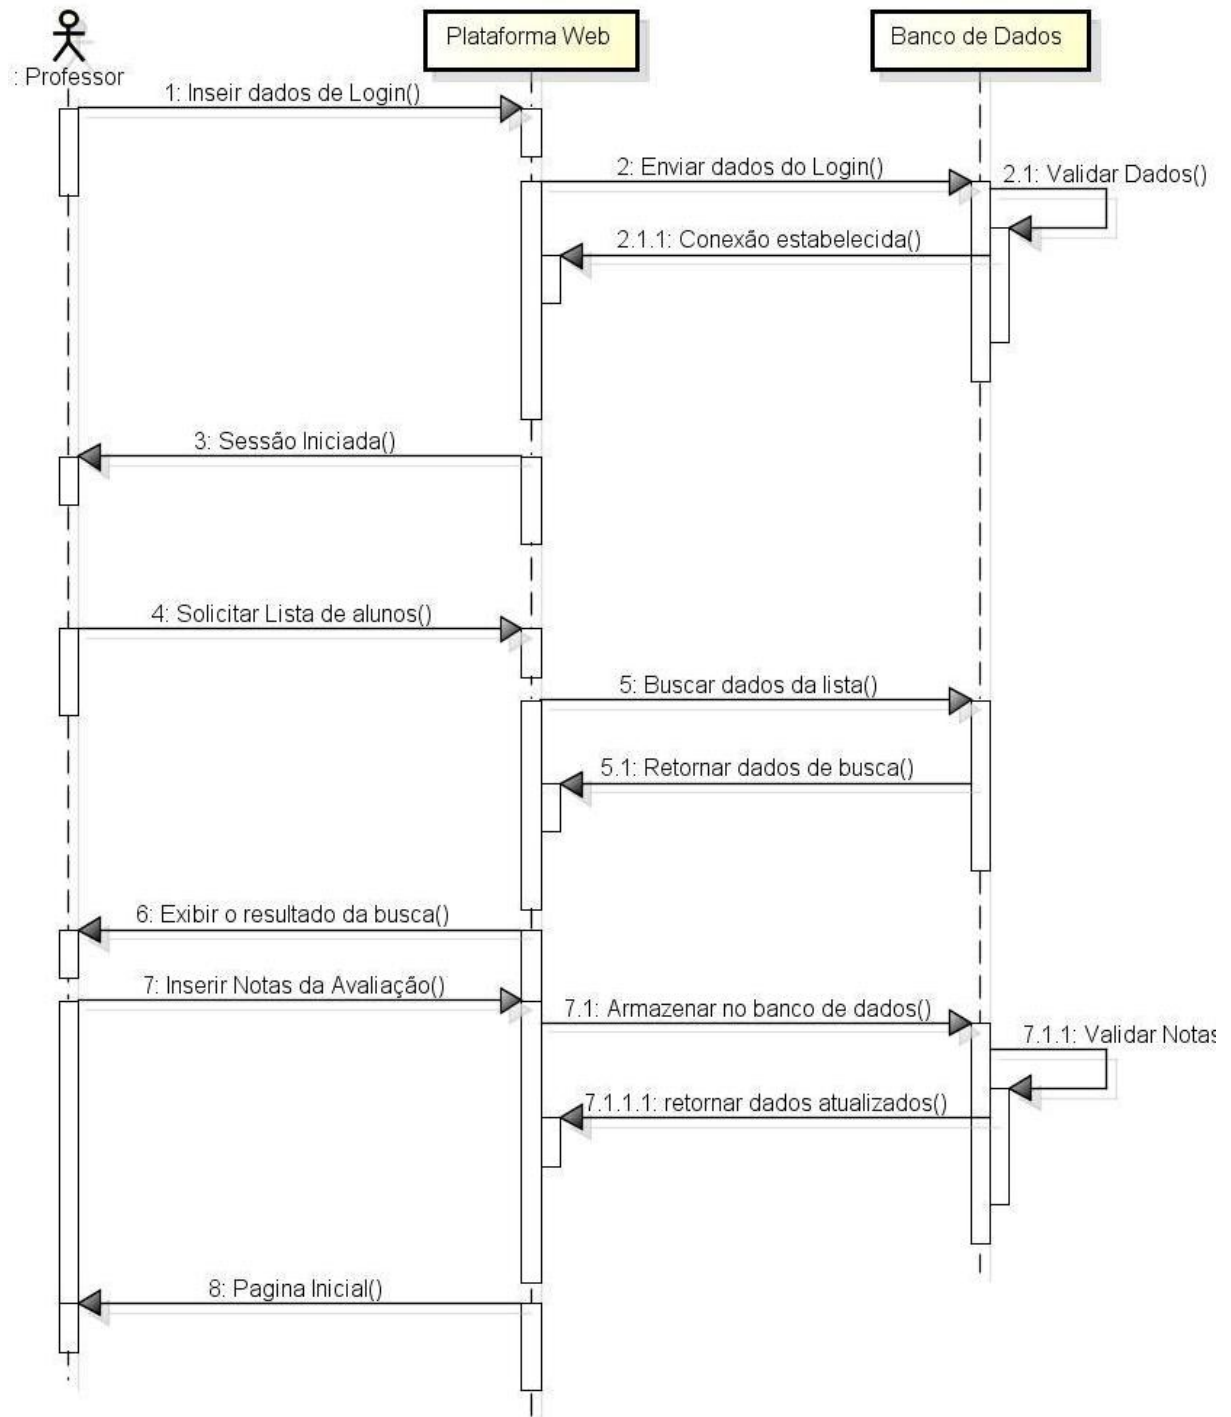 : Professor
Plataforma Web
Banco de Dados
1: Inseir dados de Login()
2: Enviar dados do Login()
2.1: Validar Dados()
2.1.1: Conexão estabelecida()
3: Sessão Iniciada()
4: Solicitar Lista de alunos()
5: Buscar dados da lista()
5.1: Retornar dados de busca()
6: Exibir o resultado da busca()
7: Inserir Notas da Avaliação()
7.1: Armazenar no banco de dados()
7.1.1: Validar Notas
7.1.1.1: retornar dados atualizados()
8: Pagina Inicial()